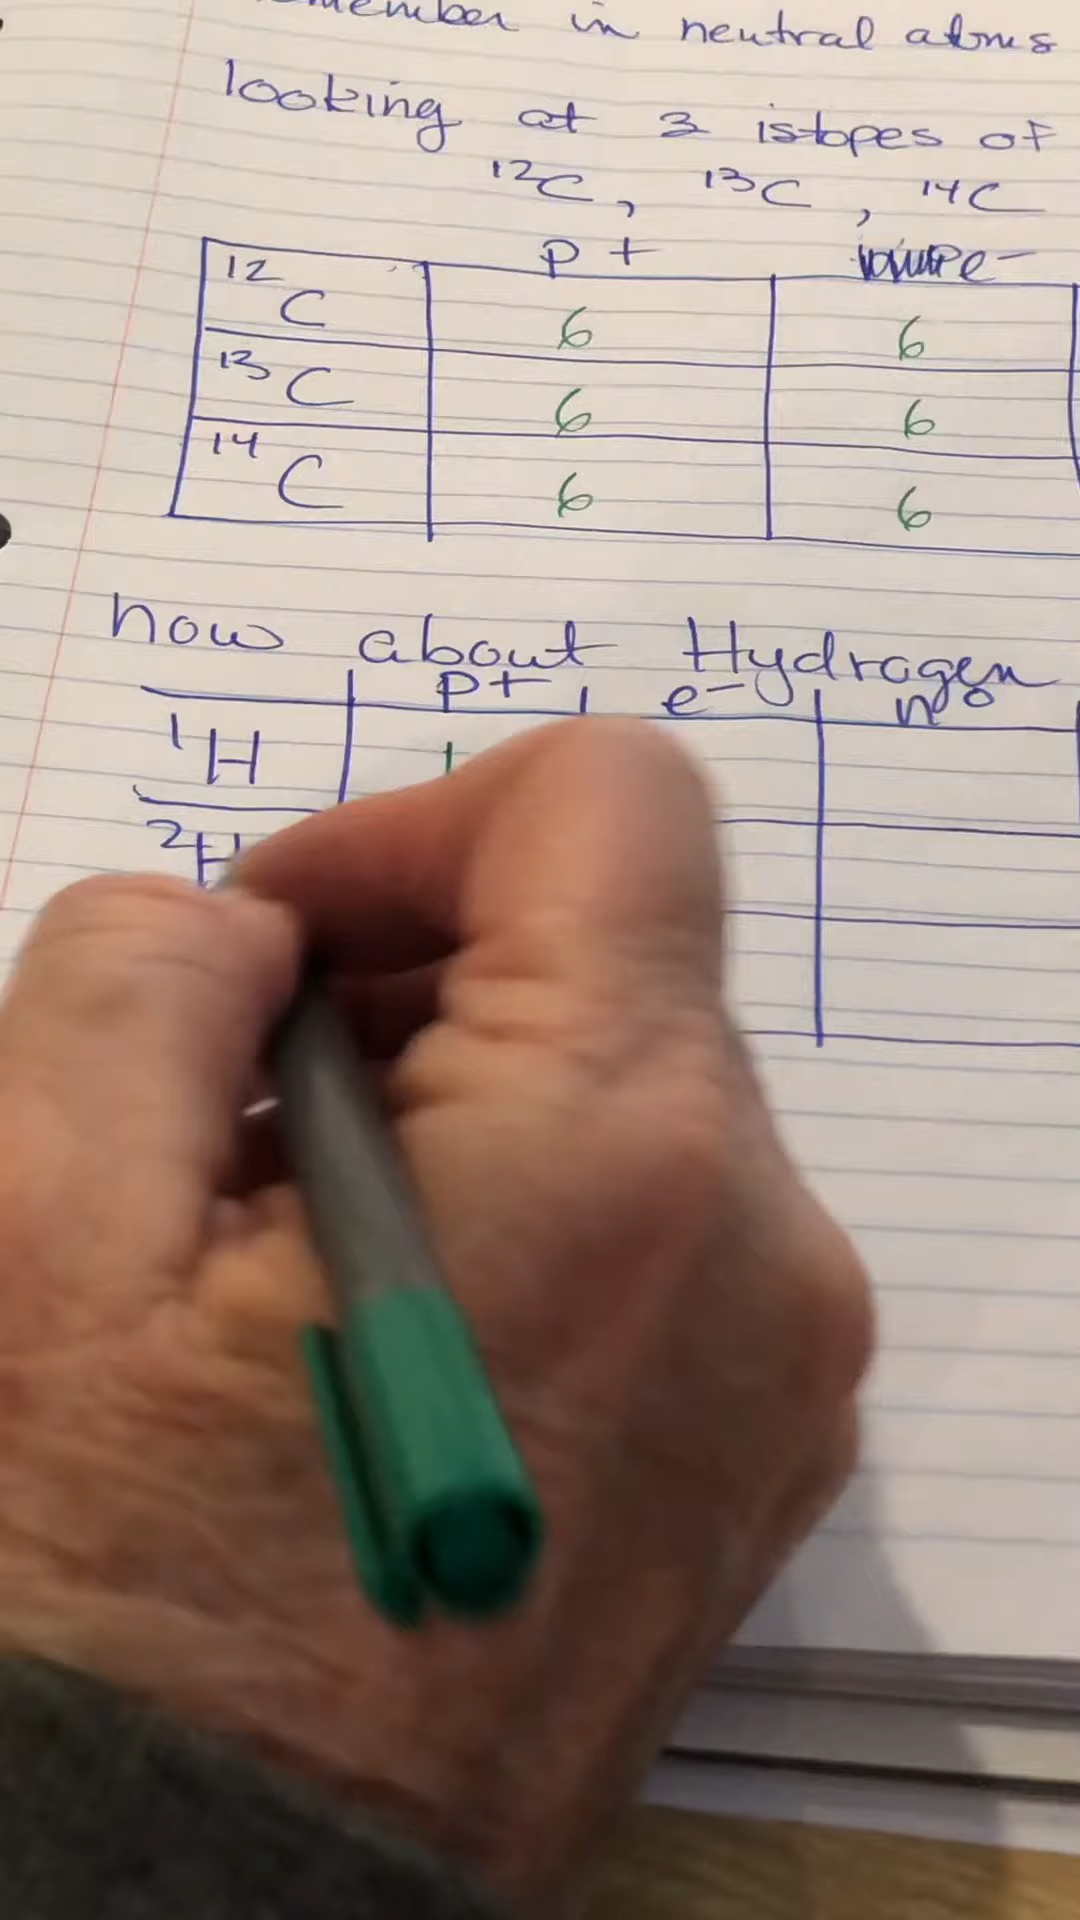 in neutral atoms
looking at 3 istopes of
12C, 13C, 14C
p+ e-
12C 6 6
13C 6 6
14C 6 6
how about Hydrogen
p+ e- n0
1H 1
2H